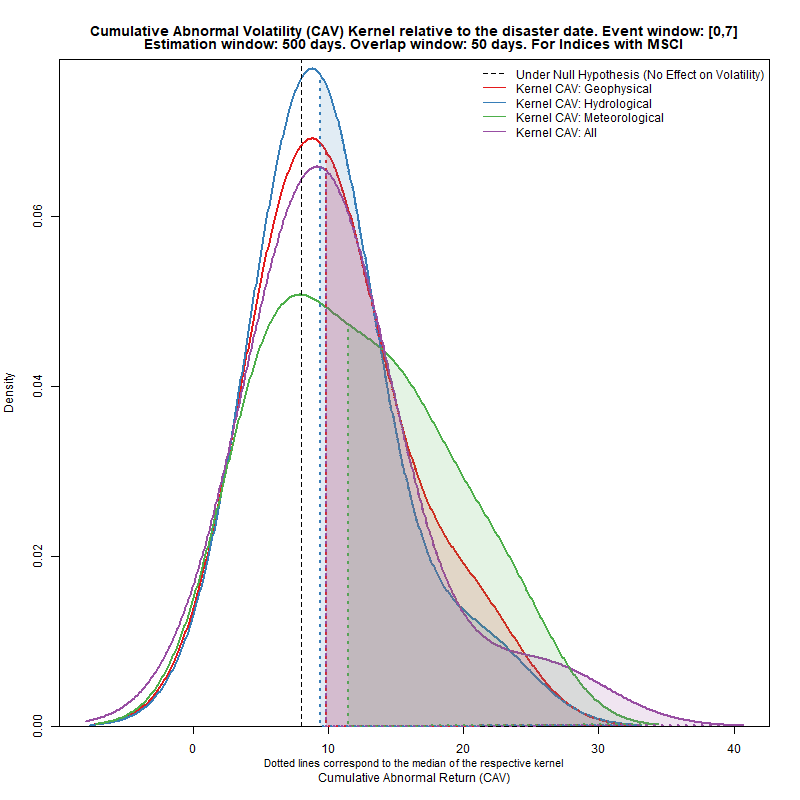 Cumulative Abnormal Volatility (CAV) Kernel relative to the disaster date. Event window: [0,7]
Estimation window: 500 days. Overlap window: 50 days. For Indices with MSCI
Under Null Hypothesis (No Effect on Volatility)
Kernel CAV: Geophysical
Kernel CAV: Hydrological
Kernel CAV: Meteorological
Kernel CAV: All
Density
0.06
0.04
0.02
0.00
0 10 20 30 40
Dotted lines correspond to the median of the respective kernel
Cumulative Abnormal Return (CAV)